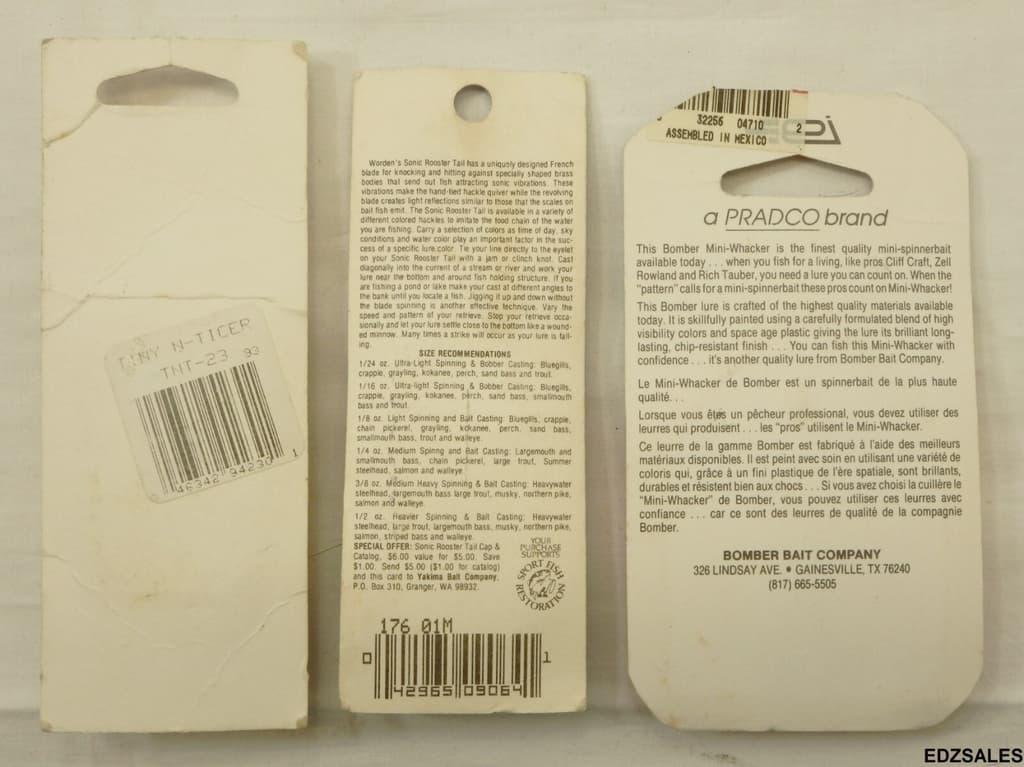 TINY N-TICER
TNT-23 93
46342 94230 1
Worden's Sonic Rooster Tail has a uniquly designed French
blade for knocking and hitting against specially shaped brass
bodies that send out fish attracting sonic vibrations. These
vibrations make the hand-tied hackle quiver while the revolving
blade creates light reflections similar to those that the scales on
bait fish emit. The Sonic Rooster Tail is available in a variety of
different colored hackles to imitate the food chain of the water
you are fishing. Carry a selection of colors as time of day, sky
conditions and water color play an important factor in the suc-
cess of a specific lure color. Tie your line directly to the eyelet
on your Sonic Rooster Tail with a jam or clinch knot. Cast
diagonally into the current of a stream or river and work your
lure near the bottom and around fish holding structure. If you
are fishing a pond or lake make your cast at different angles to
the bank until you locate a fish. Jigging it up and down without
the blade spinning is another effective technique. Vary the
speed and pattern of your retrieve. Stop your retrieve occa-
sionally and let your lure settle close to the bottom like a wound-
ed minnow. Many times a strike will occur as your lure is fall-
ing.
SIZE RECOMMENDATIONS
1/24 oz. Ultra-Light Spinning & Bobber Casting: Bluegills,
crappie, grayling, kokanee, perch, sand bass and trout.
1/16 oz. Ultra-light Spinning & Bobber Casting: Bluegills,
crappie, grayling, kokanee, perch, sand bass, smallmouth
bass and trout.
1/8 oz. Light Spinning and Bait Casting: Bluegills, crappie,
chain pickerel, grayling, kokanee, perch, sand bass,
smallmouth bass, trout and walleye.
1/4 oz. Medium Spinng and Bait Casting: Largemouth and
smallmouth bass, chain pickerel, large trout, Summer
steelhead, salmon and walleye
3/8 oz. Medium Heavy Spinning & Bait Casting: Heavywater
steelhead, largemouth bass large trout, musky, northern pike,
salmon and walleye.
1/2 oz. Heavier Spinning & Bait Casting: Heavywater
steelhead, large trout, largemouth bass, musky, northern pike,
salmon, striped bass and walleye.
SPECIAL OFFER: Sonic Rooster Tail Cap &
Catalog, $6.00 value for $5.00. Save
$1.00. Send $5.00 ($1.00 for catalog)
and this card to Yakima Bait Company,
P.O. Box 310, Granger, WA 98932.
YOUR
PURCHASE
SUPPORTS
SPORT FISH
RESTORATION
176 01M
0 42965 09064 1
32256 04710 2
ASSEMBLED IN MEXICO
a PRADCO brand
This Bomber Mini-Whacker is the finest quality mini-spinnerbait
available today . . . when you fish for a living, like pros Cliff Craft, Zell
Rowland and Rich Tauber, you need a lure you can count on. When the
"pattern" calls for a mini-spinnerbait these pros count on Mini-Whacker!
This Bomber lure is crafted of the highest quality materials available
today. It is skillfully painted using a carefully formulated blend of high
visibility colors and space age plastic giving the lure its brilliant long-
lasting, chip-resistant finish . . . You can fish this Mini-Whacker with
confidence . . . it's another quality lure from Bomber Bait Company.
Le Mini-Whacker de Bomber est un spinnerbait de la plus haute
qualité. . .
Lorsque vous êtes un pêcheur professional, vous devez utiliser des
leurres qui produisent . . . les "pros" utilisent le Mini-Whacker.
Ce leurre de la gamme Bomber est fabriqué à l'aide des meilleurs
matériaux disponibles. Il est peint avec soin en utilisant une variété de
coloris qui, grâce à un fini plastique de l'ère spatiale, sont brillants,
durables et résistent bien aux chocs. . . Si vous avez choisi la cuillère le
"Mini-Whacker" de Bomber, vous pouvez utiliser ces leurres avec
confiance . . . car ce sont des leurres de qualité de la compagnie
Bomber.
BOMBER BAIT COMPANY
326 LINDSAY AVE. • GAINESVILLE, TX 76240
(817) 665-5505
EDZSALES